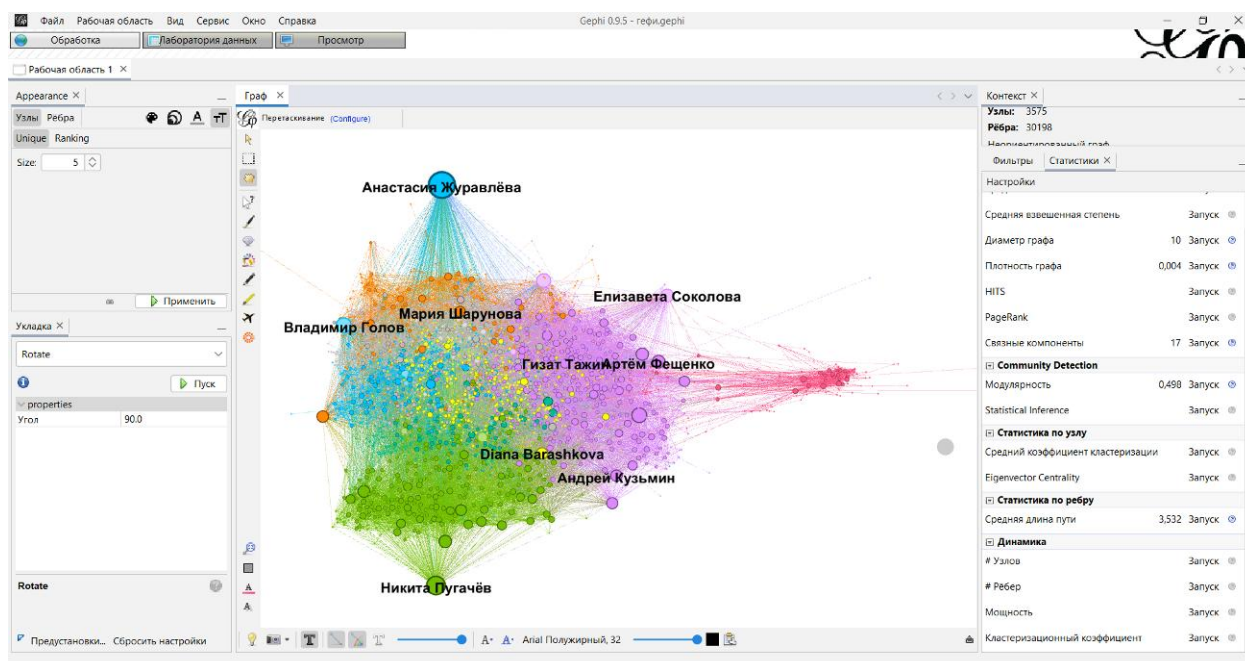 Файл Рабочая область Вид Сервис Окно Справка Gephi 0.9.5 - гефи.gephi
Обработка Лаборатория данных Просмотр
Рабочая область 1
Appearance
Узлы Ребра
Unique Ranking
Size: 5
Применить
Укладка
Rotate
Пуск
properties
Угол 90.0
Rotate
Предустановки... Сбросить настройки
Граф
Перетаскивание (Configure)
Анастасия Журавлёва
Елизавета Соколова
Мария Шарунова
Владимир Голов
Гизат Тажи Артём Фещенко
Diana Barashkova
Андрей Кузьмин
Никита Пугачёв
Arial Полужирный, 32
Контекст
Узлы: 3575
Рёбра: 30198
Неориентированный граф
Фильтры Статистики
Настройки
Средняя взвешенная степень Запуск
Диаметр графа 10 Запуск
Плотность графа 0,004 Запуск
HITS Запуск
PageRank Запуск
Связные компоненты 17 Запуск
Community Detection
Модулярность 0,498 Запуск
Statistical Inference Запуск
Статистика по узлу
Средний коэффициент кластеризации Запуск
Eigenvector Centrality Запуск
Статистика по ребру
Средняя длина пути 3,532 Запуск
Динамика
# Узлов Запуск
# Рёбер Запуск
Мощность Запуск
Кластеризационный коэффициент Запуск